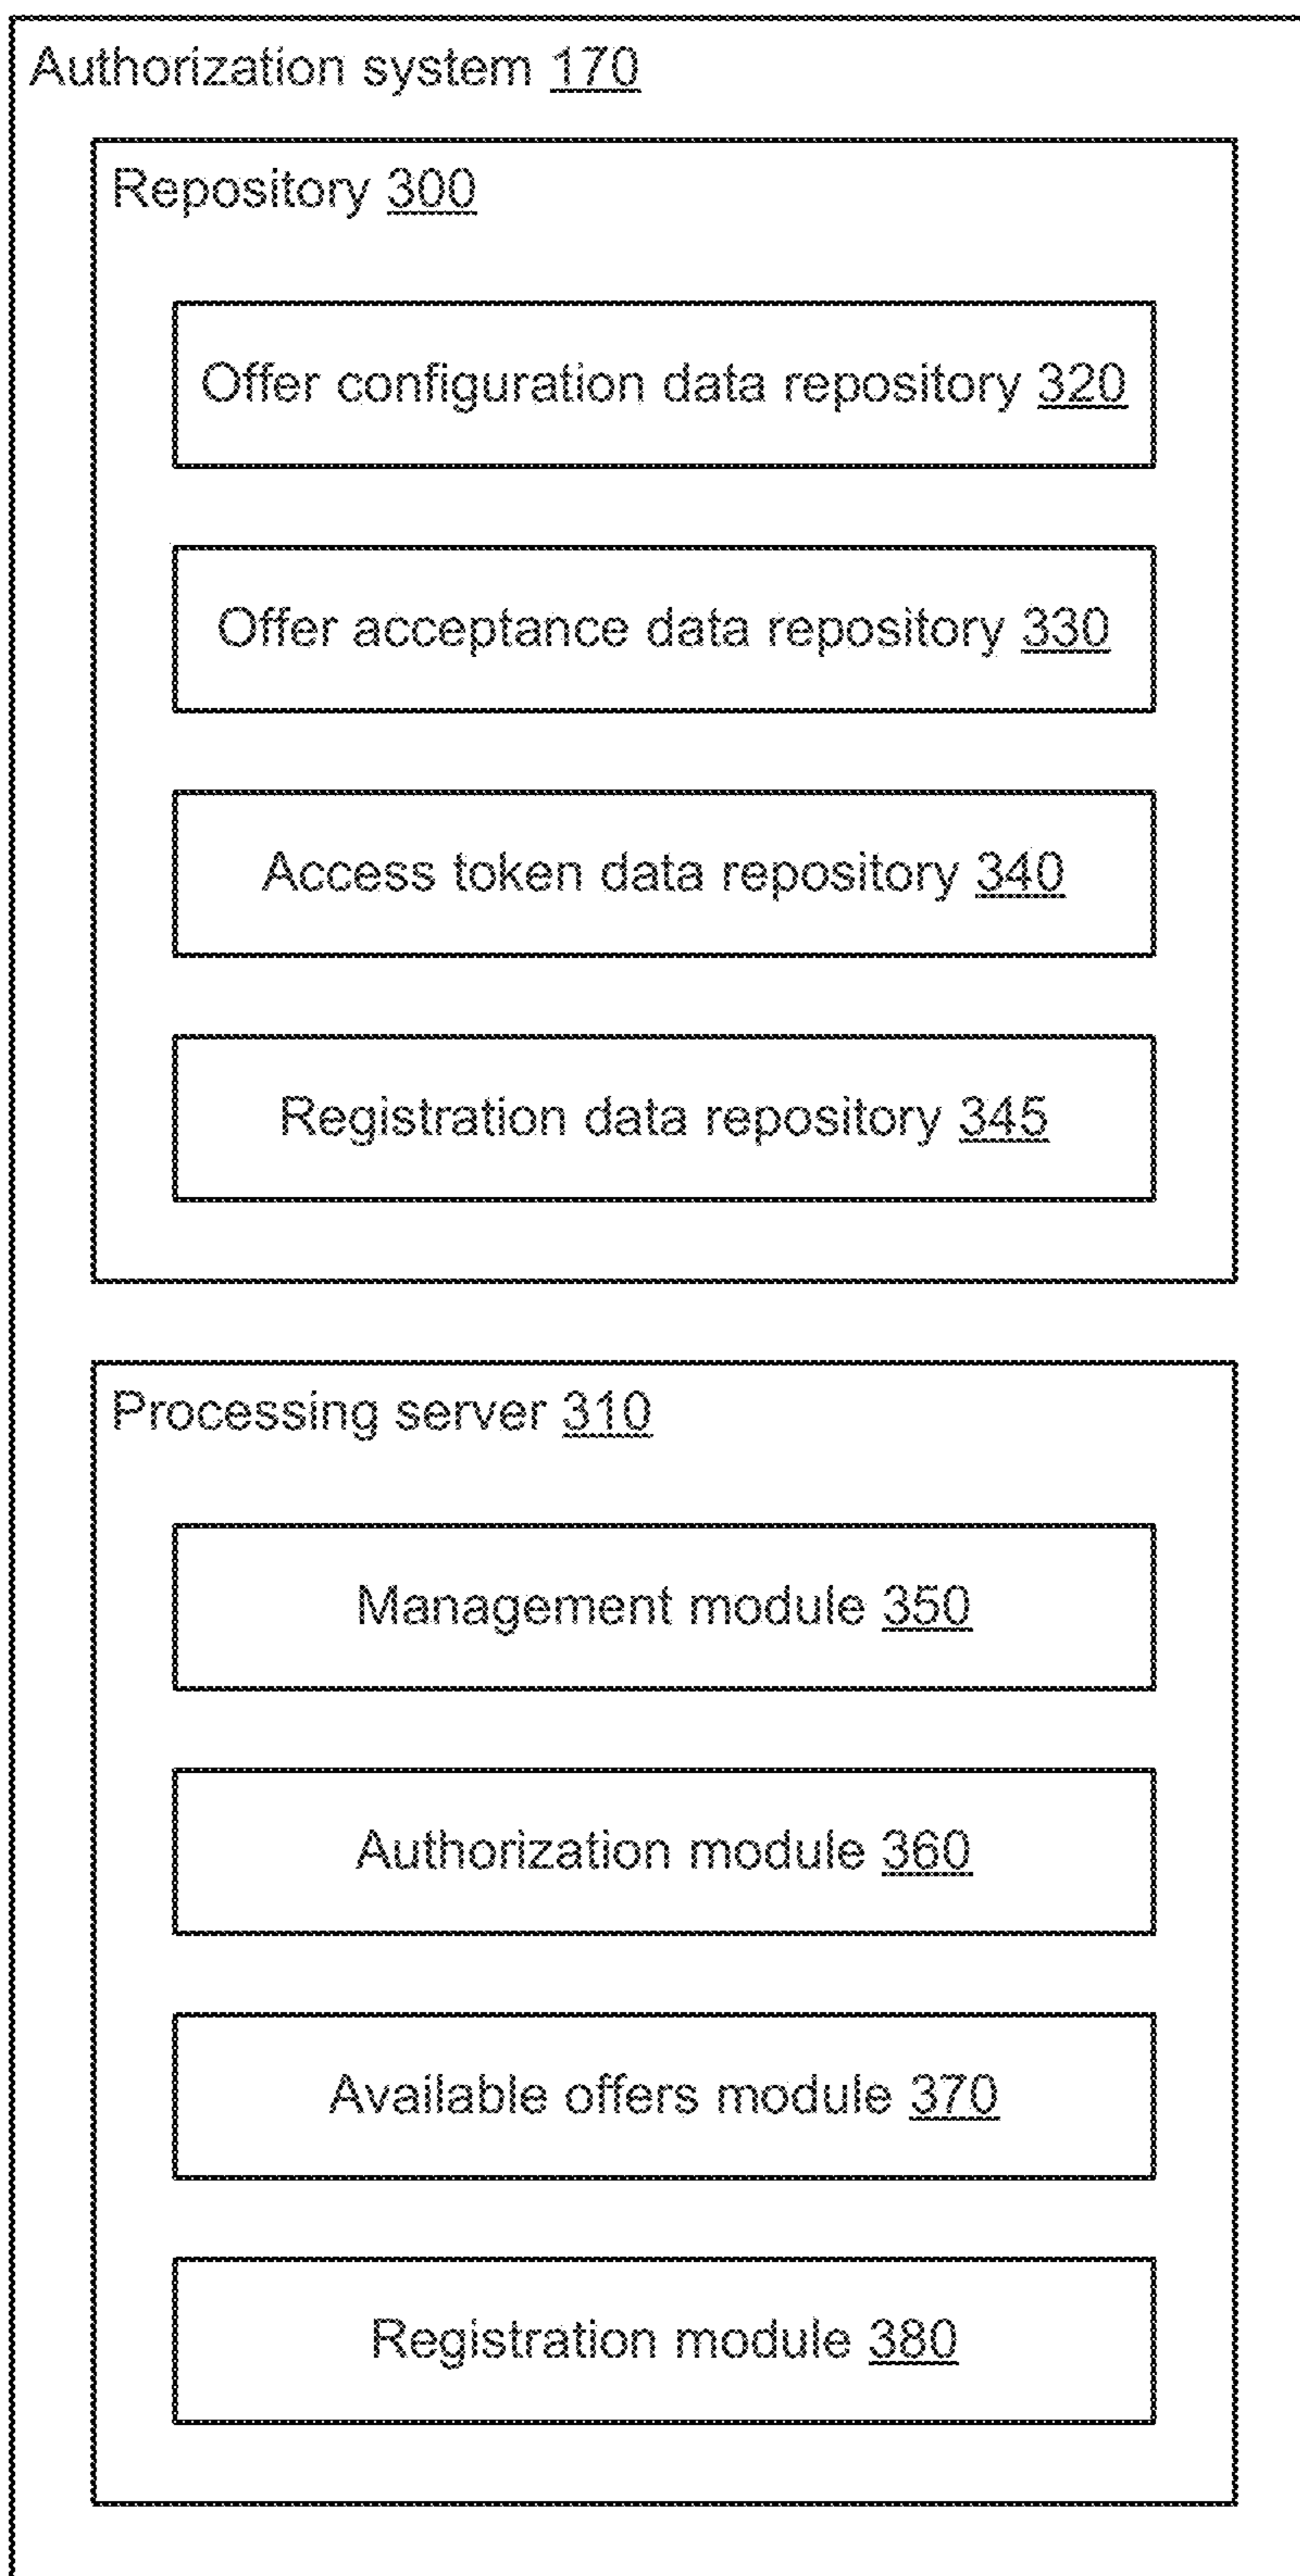 Authorization system 170
Repository 300
Offer configuration data repository 320
Offer acceptance data repository 330
Access token data repository 340
Registration data repository 345
Processing server 310
Management module 350
Authorization module 360
Available offers module 370
Registration module 380